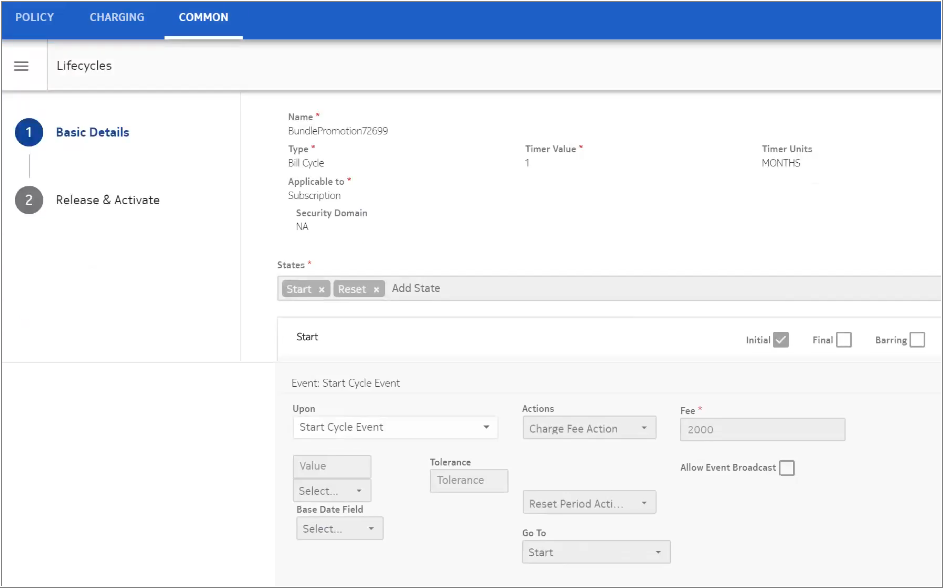 POLICY CHARGING COMMON
Lifecycles
1 Basic Details
2 Release & Activate
Name *
BundlePromotion72699
Type * Timer Value * Timer Units
Bill Cycle 1 MONTHS
Applicable to *
Subscription
Security Domain
NA
States *
Start × Reset × Add State
Start Initial Final Barring
Event: Start Cycle Event
Upon Actions Fee *
Start Cycle Event Charge Fee Action 2000
Value Tolerance Allow Event Broadcast
Select... Tolerance
Base Date Field Reset Period Acti...
Select... Go To
Start